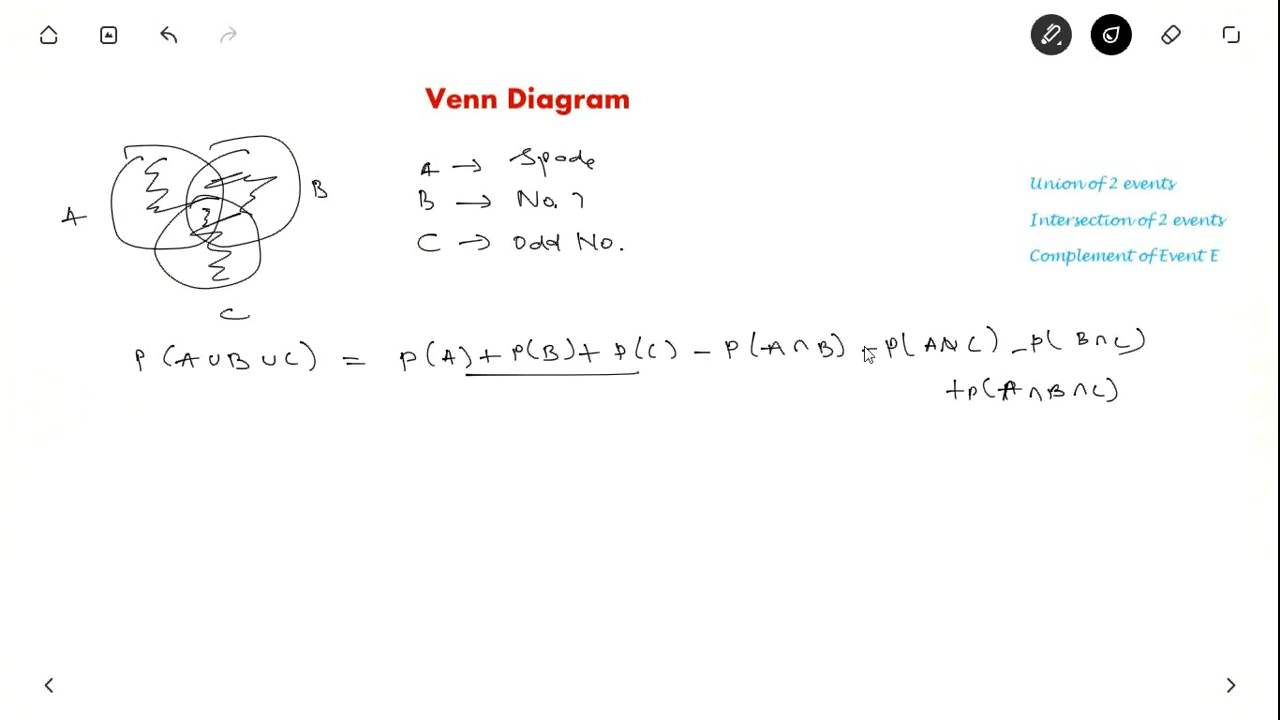 Venn Diagram
A → Spade
B → No. 7
C → Odd No.
A
B
C
Union of 2 events
Intersection of 2 events
Complement of Event E
P (A ∪ B ∪ C) = P(A) + P(B) + P(C) - P(A ∩ B) - P(A ∩ C) - P(B ∩ C)
+ P(A ∩ B ∩ C)